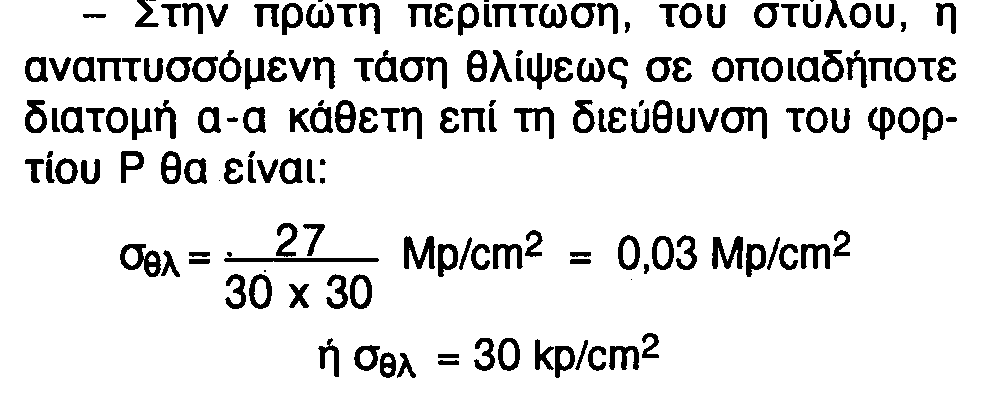 – Στην πρώτη περίπτωση, του στύλου, η
αναπτυσσόμενη τάση θλίψεως σε οποιαδήποτε
διατομή α-α κάθετη επί τη διεύθυνση του φορ-
τίου P θα είναι:
σθλ = 27 / 30 x 30 Mp/cm² = 0,03 Mp/cm²
ή σθλ = 30 kp/cm²